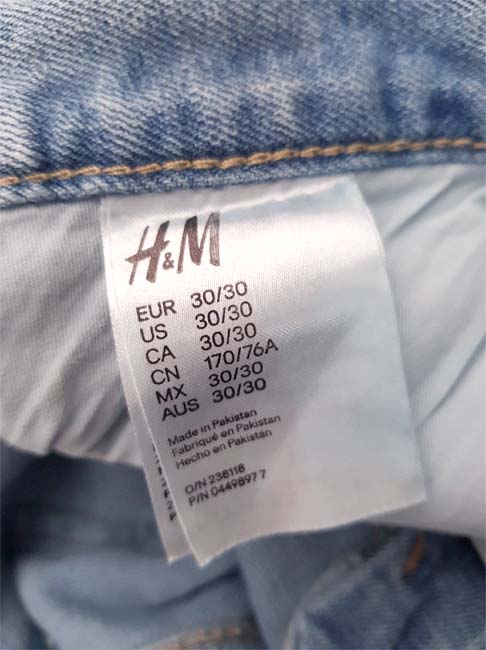 H&M
EUR 30/30
US 30/30
CA 30/30
CN 170/76A
MX 30/30
AUS 30/30
Made in Pakistan
Fabriqué en Pakistan
Hecho en Pakistán
O/N 238118
P/N 0449897 7